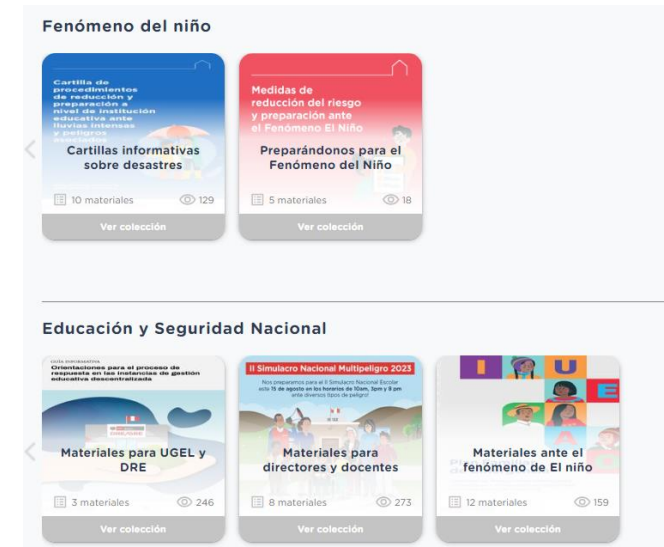 Fenómeno del niño
Cartilla de
procedimientos
de reducción y
preparación a
nivel de institución
educativa ante
lluvias intensas
y peligros
asociados
Cartillas informativas
sobre desastres
10 materiales 129
Ver colección
Medidas de
reducción del riesgo
y preparación ante
el Fenómeno El Niño
Preparándonos para el
Fenómeno del Niño
5 materiales 18
Ver colección
Educación y Seguridad Nacional
GUÍA INFORMATIVA
Orientaciones para el proceso de
respuesta en las instancias de gestión
educativa descentralizada
Materiales para UGEL y
DRE
3 materiales 246
Ver colección
II Simulacro Nacional Multipeligro 2023
Nos preparamos para el II Simulacro Nacional Escolar
este 15 de agosto en los horarios de 10am, 3pm y 8 pm
ante diversos tipos de peligro!
Materiales para
directores y docentes
8 materiales 273
Ver colección
I U
E
A
Materiales ante el
fenómeno de El niño
12 materiales 159
Ver colección